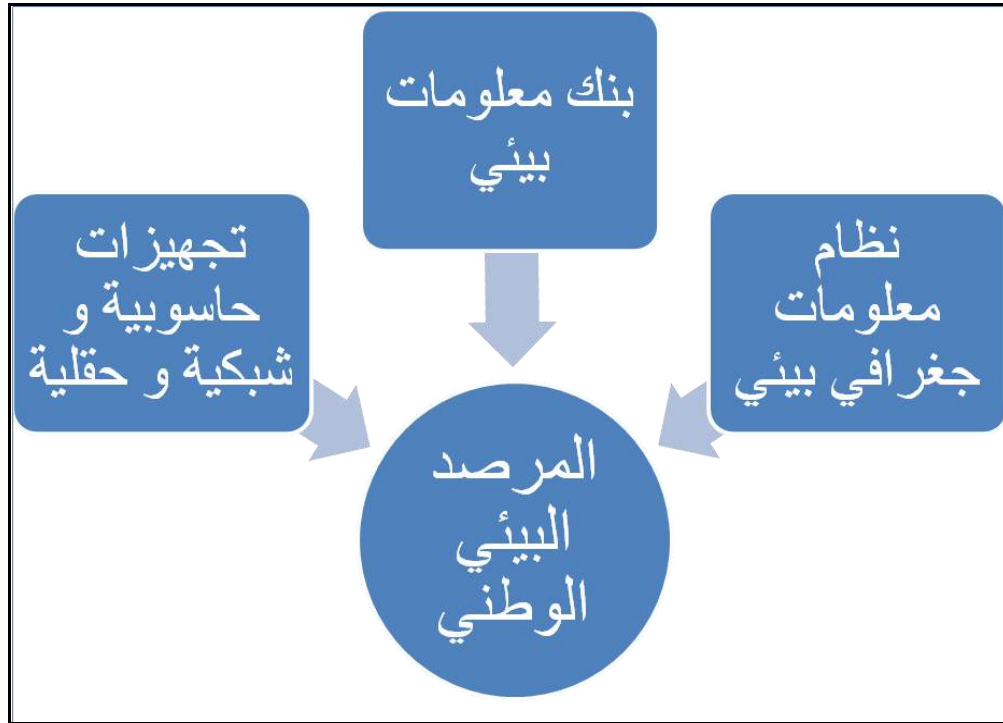 بنك معلومات
بيئي
نظام
معلومات
جغرافي بيئي
تجهيزات
حاسوبية و
شبكية و حقلية
المرصد
البيئي
الوطني